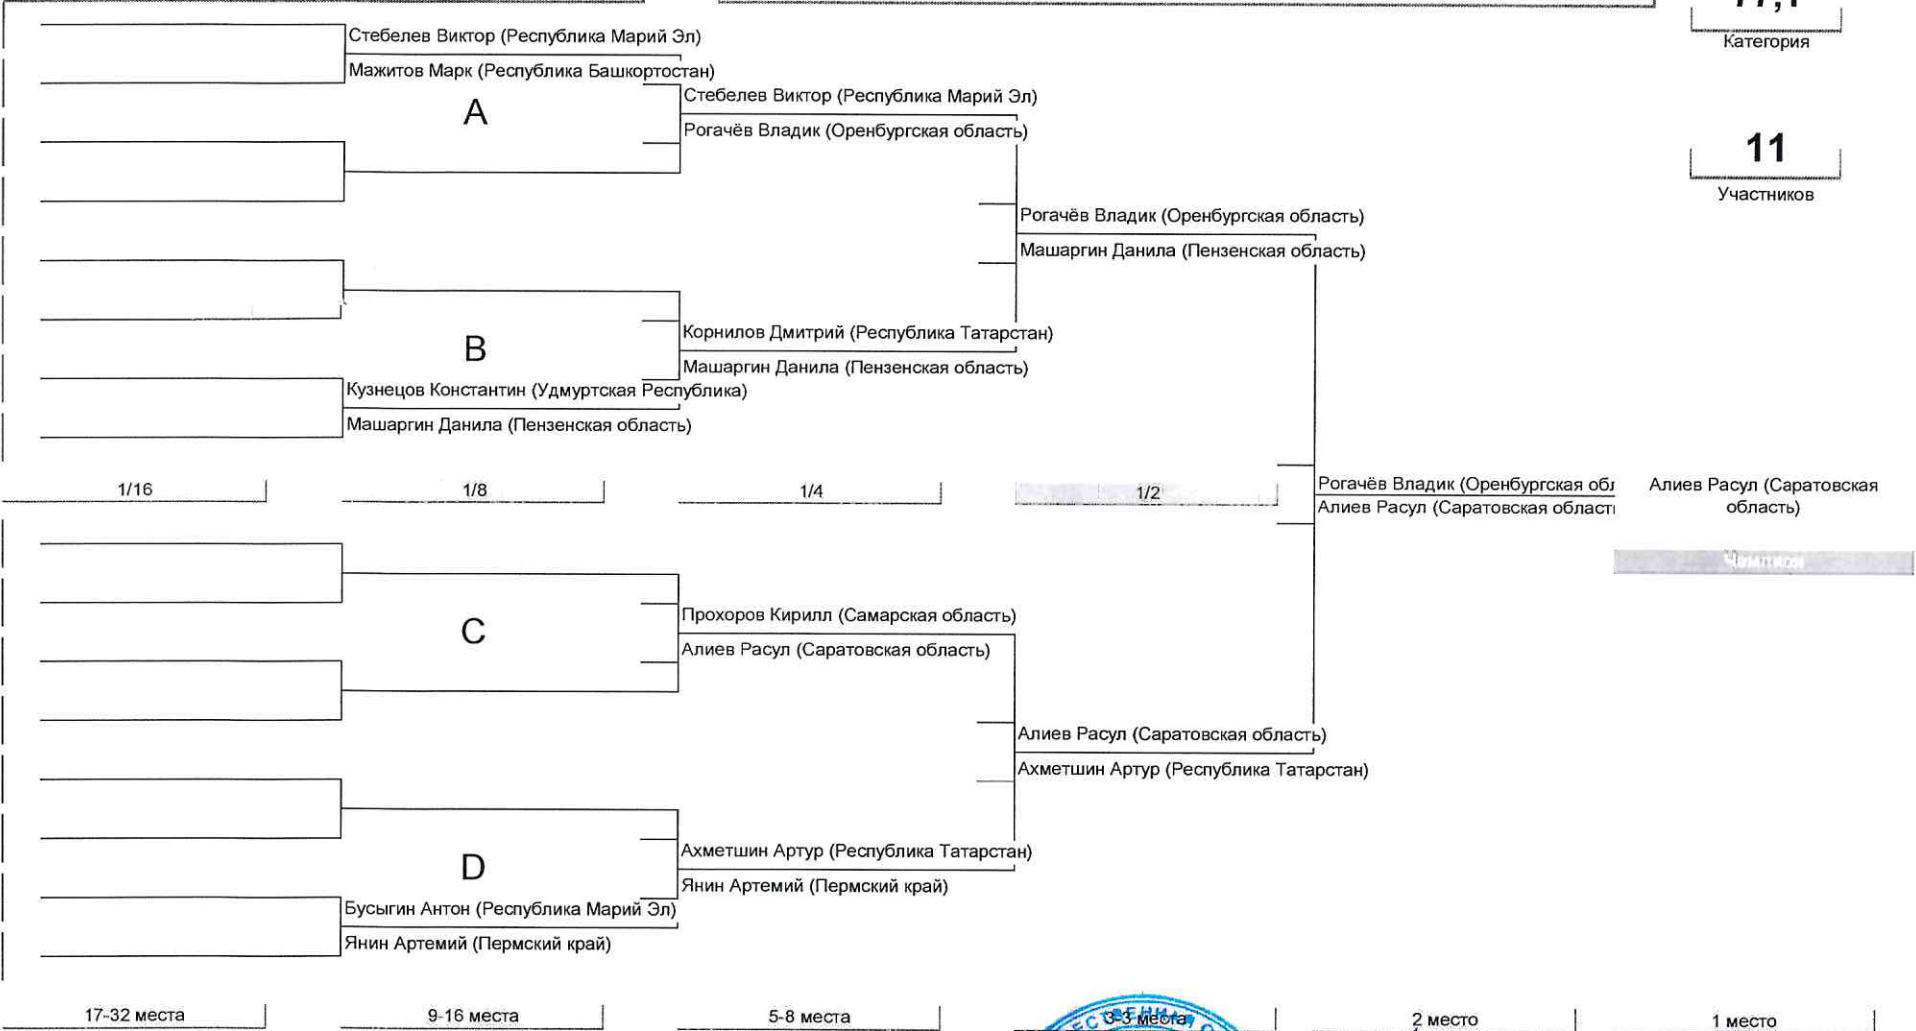 Категория
11
Участников
Стебелев Виктор (Республика Марий Эл)
Мажитов Марк (Республика Башкортостан)
A
Стебелев Виктор (Республика Марий Эл)
Рогачёв Владик (Оренбургская область)
Рогачёв Владик (Оренбургская область)
Машаргин Данила (Пензенская область)
Корнилов Дмитрий (Республика Татарстан)
Машаргин Данила (Пензенская область)
B
Кузнецов Константин (Удмуртская Республика)
Машаргин Данила (Пензенская область)
1/16
1/8
1/4
1/2
Рогачёв Владик (Оренбургская обл
Алиев Расул (Саратовская област
Алиев Расул (Саратовская
область)
Чемпион
C
Прохоров Кирилл (Самарская область)
Алиев Расул (Саратовская область)
Алиев Расул (Саратовская область)
Ахметшин Артур (Республика Татарстан)
D
Ахметшин Артур (Республика Татарстан)
Янин Артемий (Пермский край)
Бусыгин Антон (Республика Марий Эл)
Янин Артемий (Пермский край)
17-32 места
9-16 места
5-8 места
3-3 места
2 место
1 место